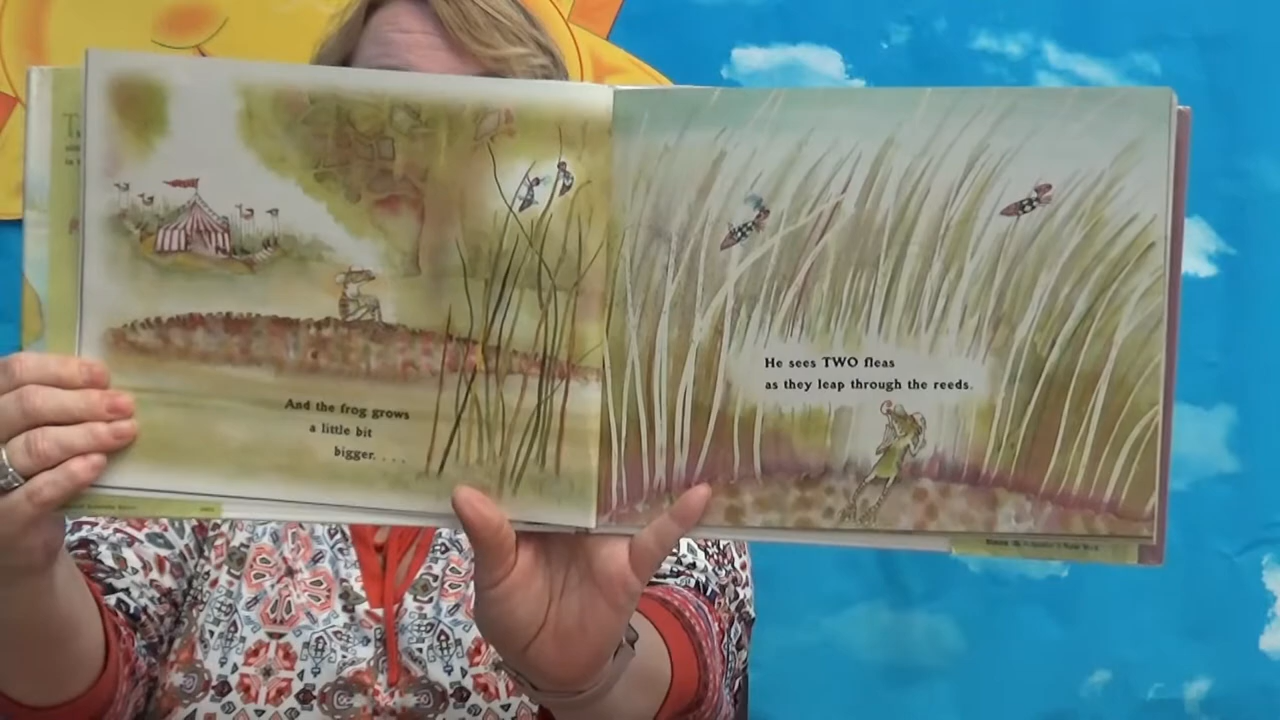 And the frog grows
a little bit
bigger. . . .
He sees TWO fleas
as they leap through the reeds.